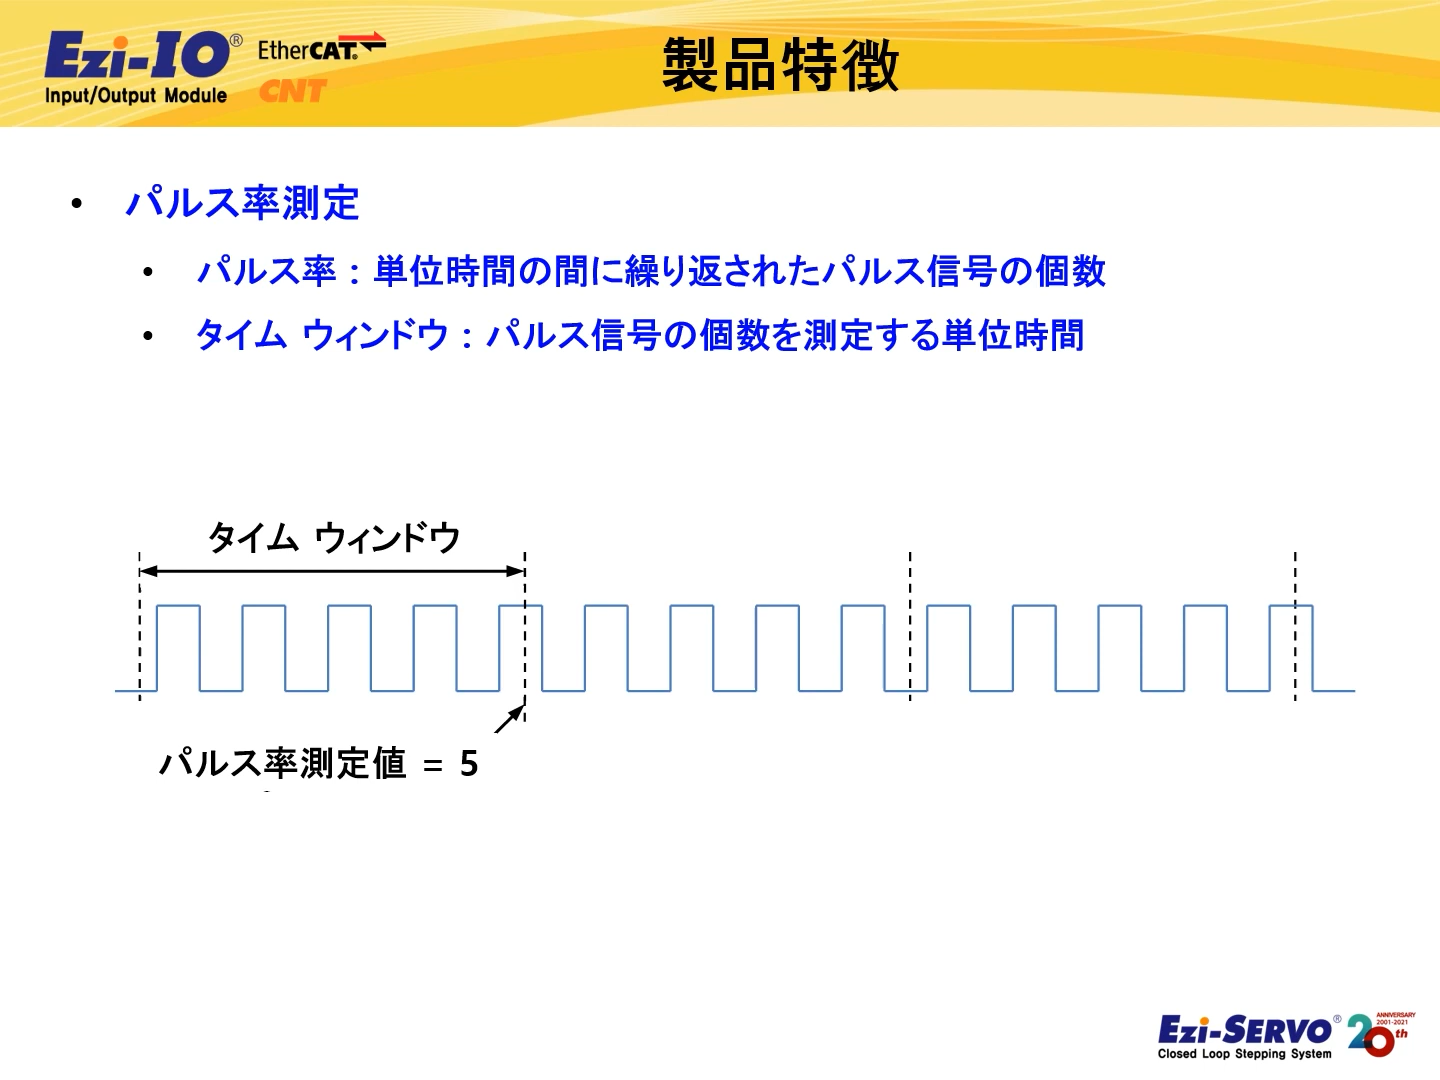 Ezi-IO®
EtherCAT®
Input/Output Module
CNT
製品特徴
• パルス率測定
• パルス率 : 単位時間の間に繰り返されたパルス信号の個数
• タイム ウィンドウ : パルス信号の個数を測定する単位時間
タイム ウィンドウ
パルス率測定値 = 5
Ezi-SERVO®
Closed Loop Stepping System
20th
ANNIVERSARY
2001-2021